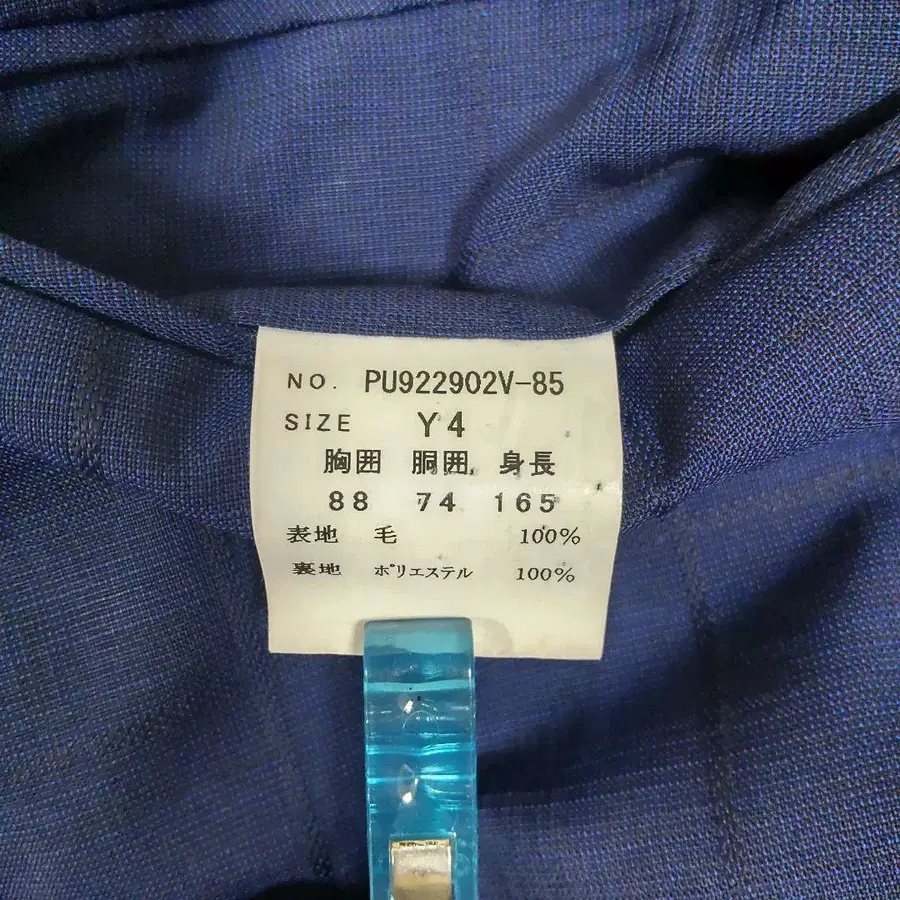 NO. PU922902V-85
SIZE Y4
胸囲 胴囲 身長
88 74 165
表地 毛 100%
裏地 ポリエステル 100%